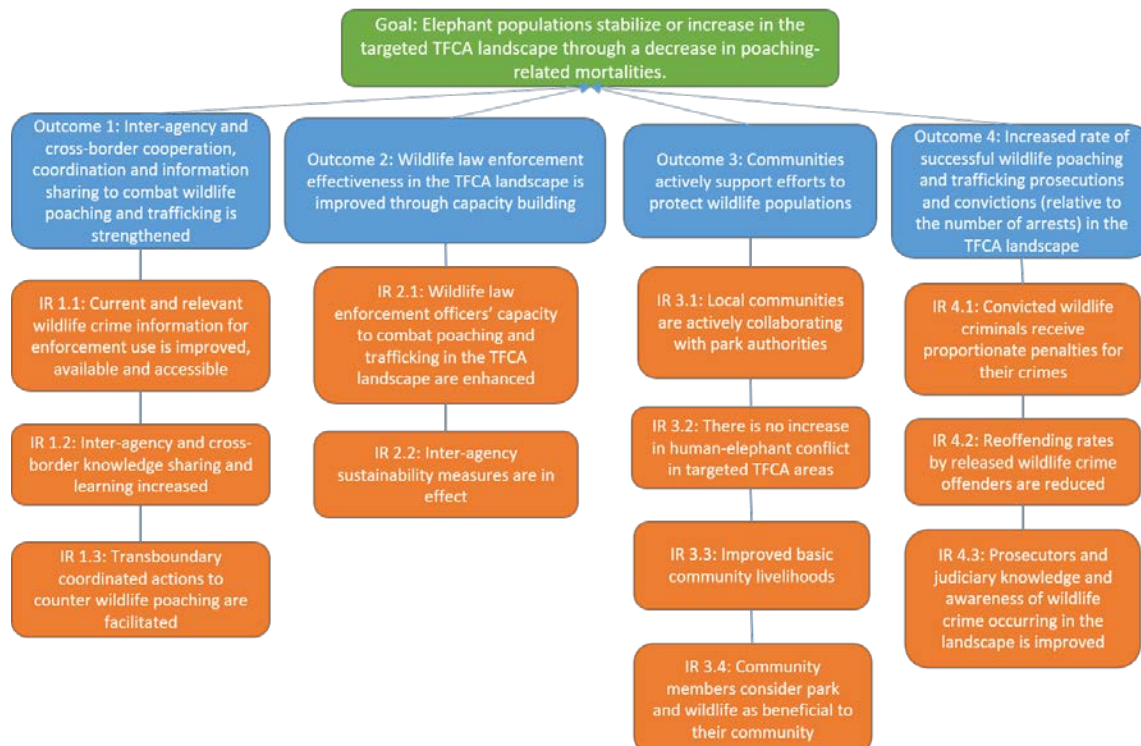 Goal: Elephant populations stabilize or increase in the
targeted TFCA landscape through a decrease in poaching-
related mortalities.
Outcome 1: Inter-agency and
cross-border cooperation,
coordination and information
sharing to combat wildlife
poaching and trafficking is
strengthened
IR 1.1: Current and relevant
wildlife crime information for
enforcement use is improved,
available and accessible
IR 1.2: Inter-agency and cross-
border knowledge sharing and
learning increased
IR 1.3: Transboundary
coordinated actions to
counter wildlife poaching are
facilitated
Outcome 2: Wildlife law enforcement
effectiveness in the TFCA landscape is
improved through capacity building
IR 2.1: Wildlife law
enforcement officers’ capacity
to combat poaching and
trafficking in the TFCA
landscape are enhanced
IR 2.2: Inter-agency
sustainability measures are in
effect
Outcome 3: Communities
actively support efforts to
protect wildlife populations
IR 3.1: Local communities
are actively collaborating
with park authorities
IR 3.2: There is no increase
in human-elephant conflict
in targeted TFCA areas
IR 3.3: Improved basic
community livelihoods
IR 3.4: Community
members consider park
and wildlife as beneficial to
their community
Outcome 4: Increased rate of
successful wildlife poaching
and trafficking prosecutions
and convictions (relative to
the number of arrests) in the
TFCA landscape
IR 4.1: Convicted wildlife
criminals receive
proportionate penalties for
their crimes
IR 4.2: Reoffending rates
by released wildlife crime
offenders are reduced
IR 4.3: Prosecutors and
judiciary knowledge and
awareness of wildlife
crime occurring in the
landscape is improved